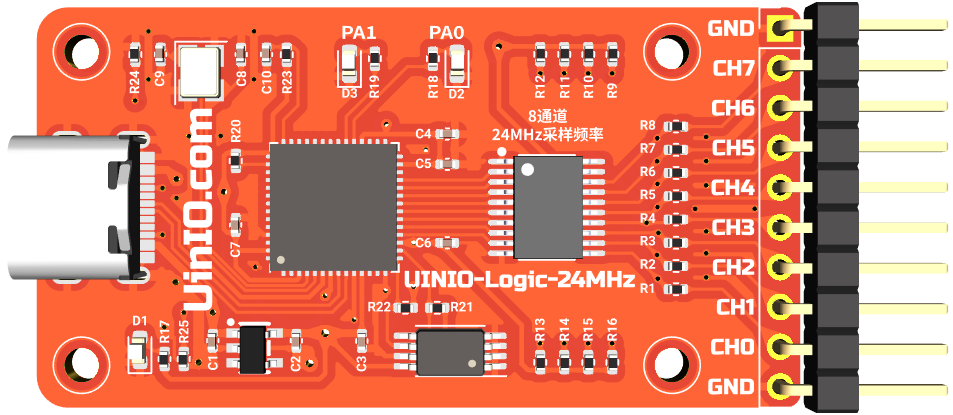 PA1
PA0
GND
R24
C9
C8
C10
R23
D3
R19
R18
D2
R12
R11
R10
R9
CH7
CH6
8通道
24MHz采样频率
R20
C4
C5
R8
R7
R6
R5
R4
R3
R2
R1
CH5
CH4
CH3
CH2
CH1
CH0
GND
UinIO.com
C7
C6
UINIO-Logic-24MHz
R22
R21
D1
R17
R25
C1
C2
C3
R13
R14
R15
R16